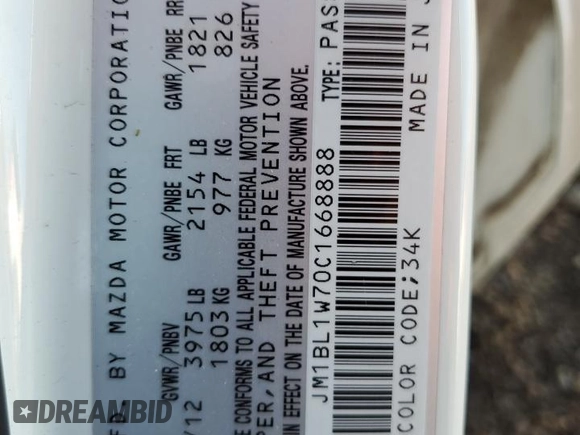 FD BY MAZDA MOTOR CORPORATION
GVWR/PNBV GAWR/PNBE FRT GAWR/PNBE RR
/12 3975 LB 2154 LB 1821
1803 KG 977 KG 826
CONFORMS TO ALL APPLICABLE FEDERAL MOTOR VEHICLE SAFETY
PER, AND THEFT PREVENTION
IN EFFECT ON THE DATE OF MANUFACTURE SHOWN ABOVE.
JM1BL1W70C1668888 TYPE: PAS
MADE IN J
COLOR CODE;34K
DREAMBID